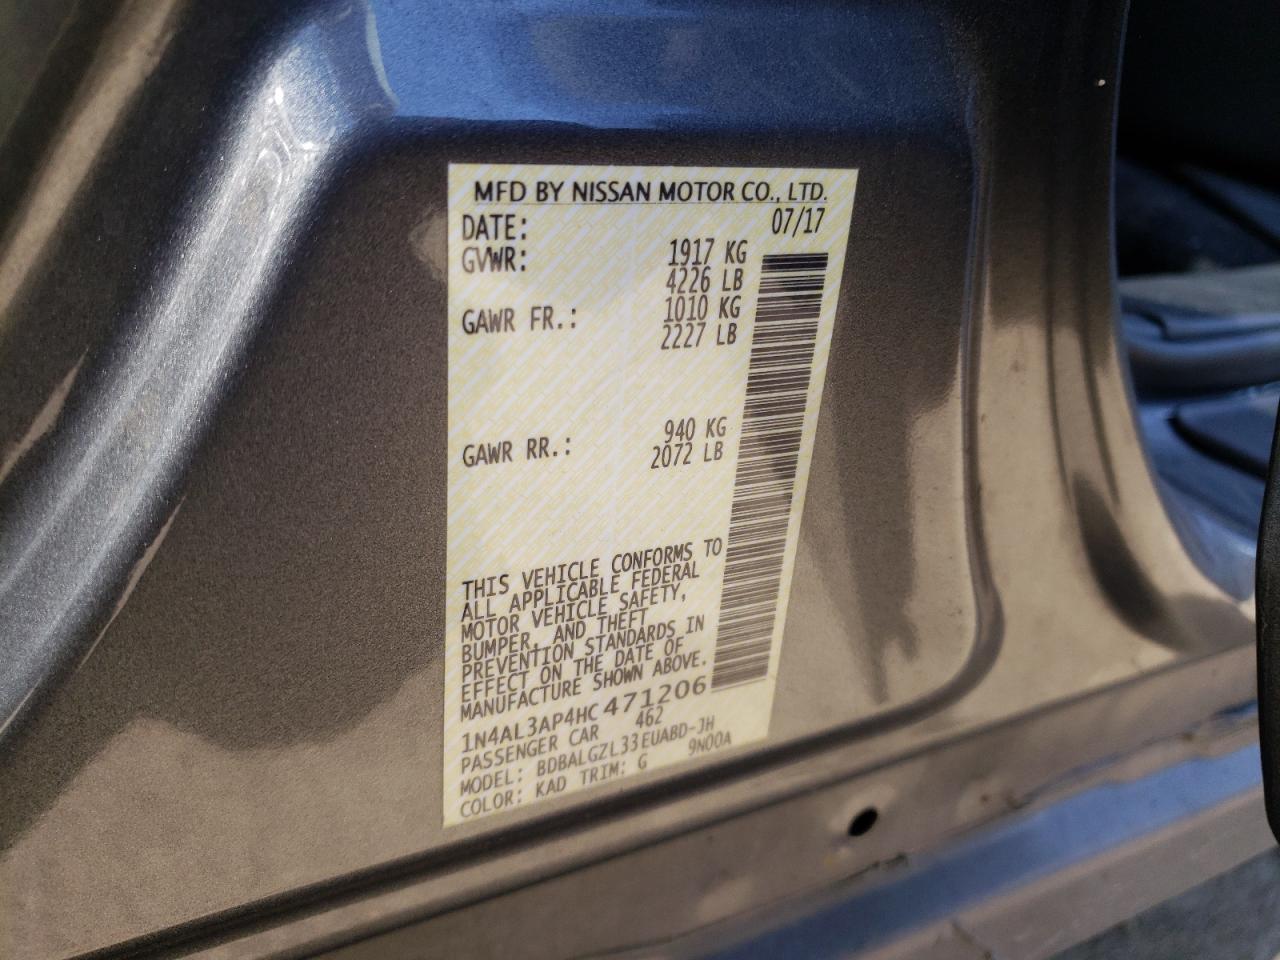 MFD BY NISSAN MOTOR CO., LTD.
DATE: 07/17
GVWR: 1917 KG
4226 LB
GAWR FR.: 1010 KG
2227 LB
GAWR RR.: 940 KG
2072 LB
THIS VEHICLE CONFORMS TO
ALL APPLICABLE FEDERAL
MOTOR VEHICLE SAFETY,
BUMPER, AND THEFT
PREVENTION STANDARDS IN
EFFECT ON THE DATE OF
MANUFACTURE SHOWN ABOVE.
1N4AL3AP4HC471206
PASSENGER CAR 462
MODEL: BDBALGZL33EUABD-JH
COLOR: KAD TRIM: G 9N00A